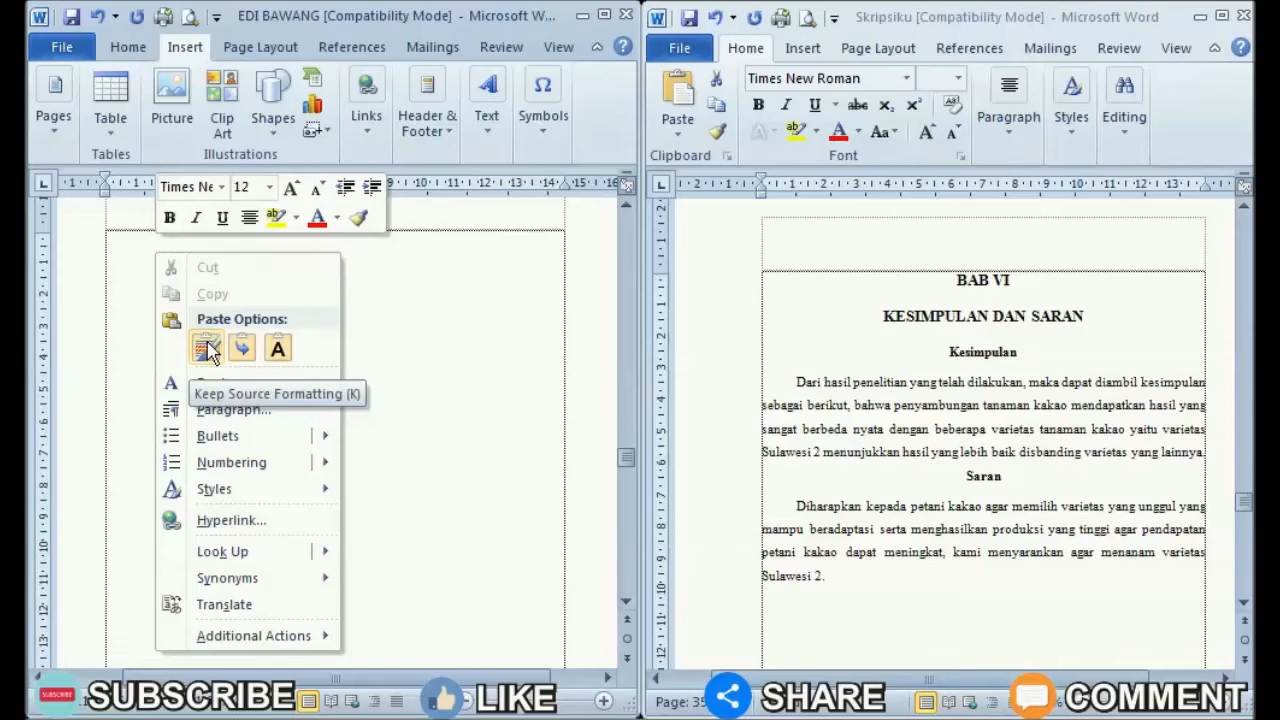 EDI BAWANG [Compatibility Mode] - Microsoft W...
File Home Insert Page Layout References Mailings Review View
Pages
Table
Picture
Clip
Art
Shapes
Links
Header &
Footer
Text
Symbols
Tables
Illustrations
Times Ne 12
B I U
Cut
Copy
Paste Options:
Keep Source Formatting (K)
Paragraph...
Bullets
Numbering
Styles
Hyperlink...
Look Up
Synonyms
Translate
Additional Actions
Skripsiku [Compatibility Mode] - Microsoft Word
File Home Insert Page Layout References Mailings Review View
Paste
Times New Roman
B I U abc X₂ X²
Aa
Paragraph
Styles
Editing
Clipboard
Font
BAB VI
KESIMPULAN DAN SARAN
Kesimpulan
Dari hasil penelitian yang telah dilakukan, maka dapat diambil kesimpulan
sebagai berikut, bahwa penyambungan tanaman kakao mendapatkan hasil yang
sangat berbeda nyata dengan beberapa varietas tanaman kakao yaitu varietas
Sulawesi 2 menunjukkan hasil yang lebih baik disbanding varietas yang lainnya.
Saran
Diharapkan kepada petani kakao agar memilih varietas yang unggul yang
mampu beradaptasi serta menghasilkan produksi yang tinggi agar pendapatan
petani kakao dapat meningkat, kami menyarankan agar menanam varietas
Sulawesi 2.
Page: 35
SUBSCRIBE SUBSCRIBE LIKE SHARE COMMENT